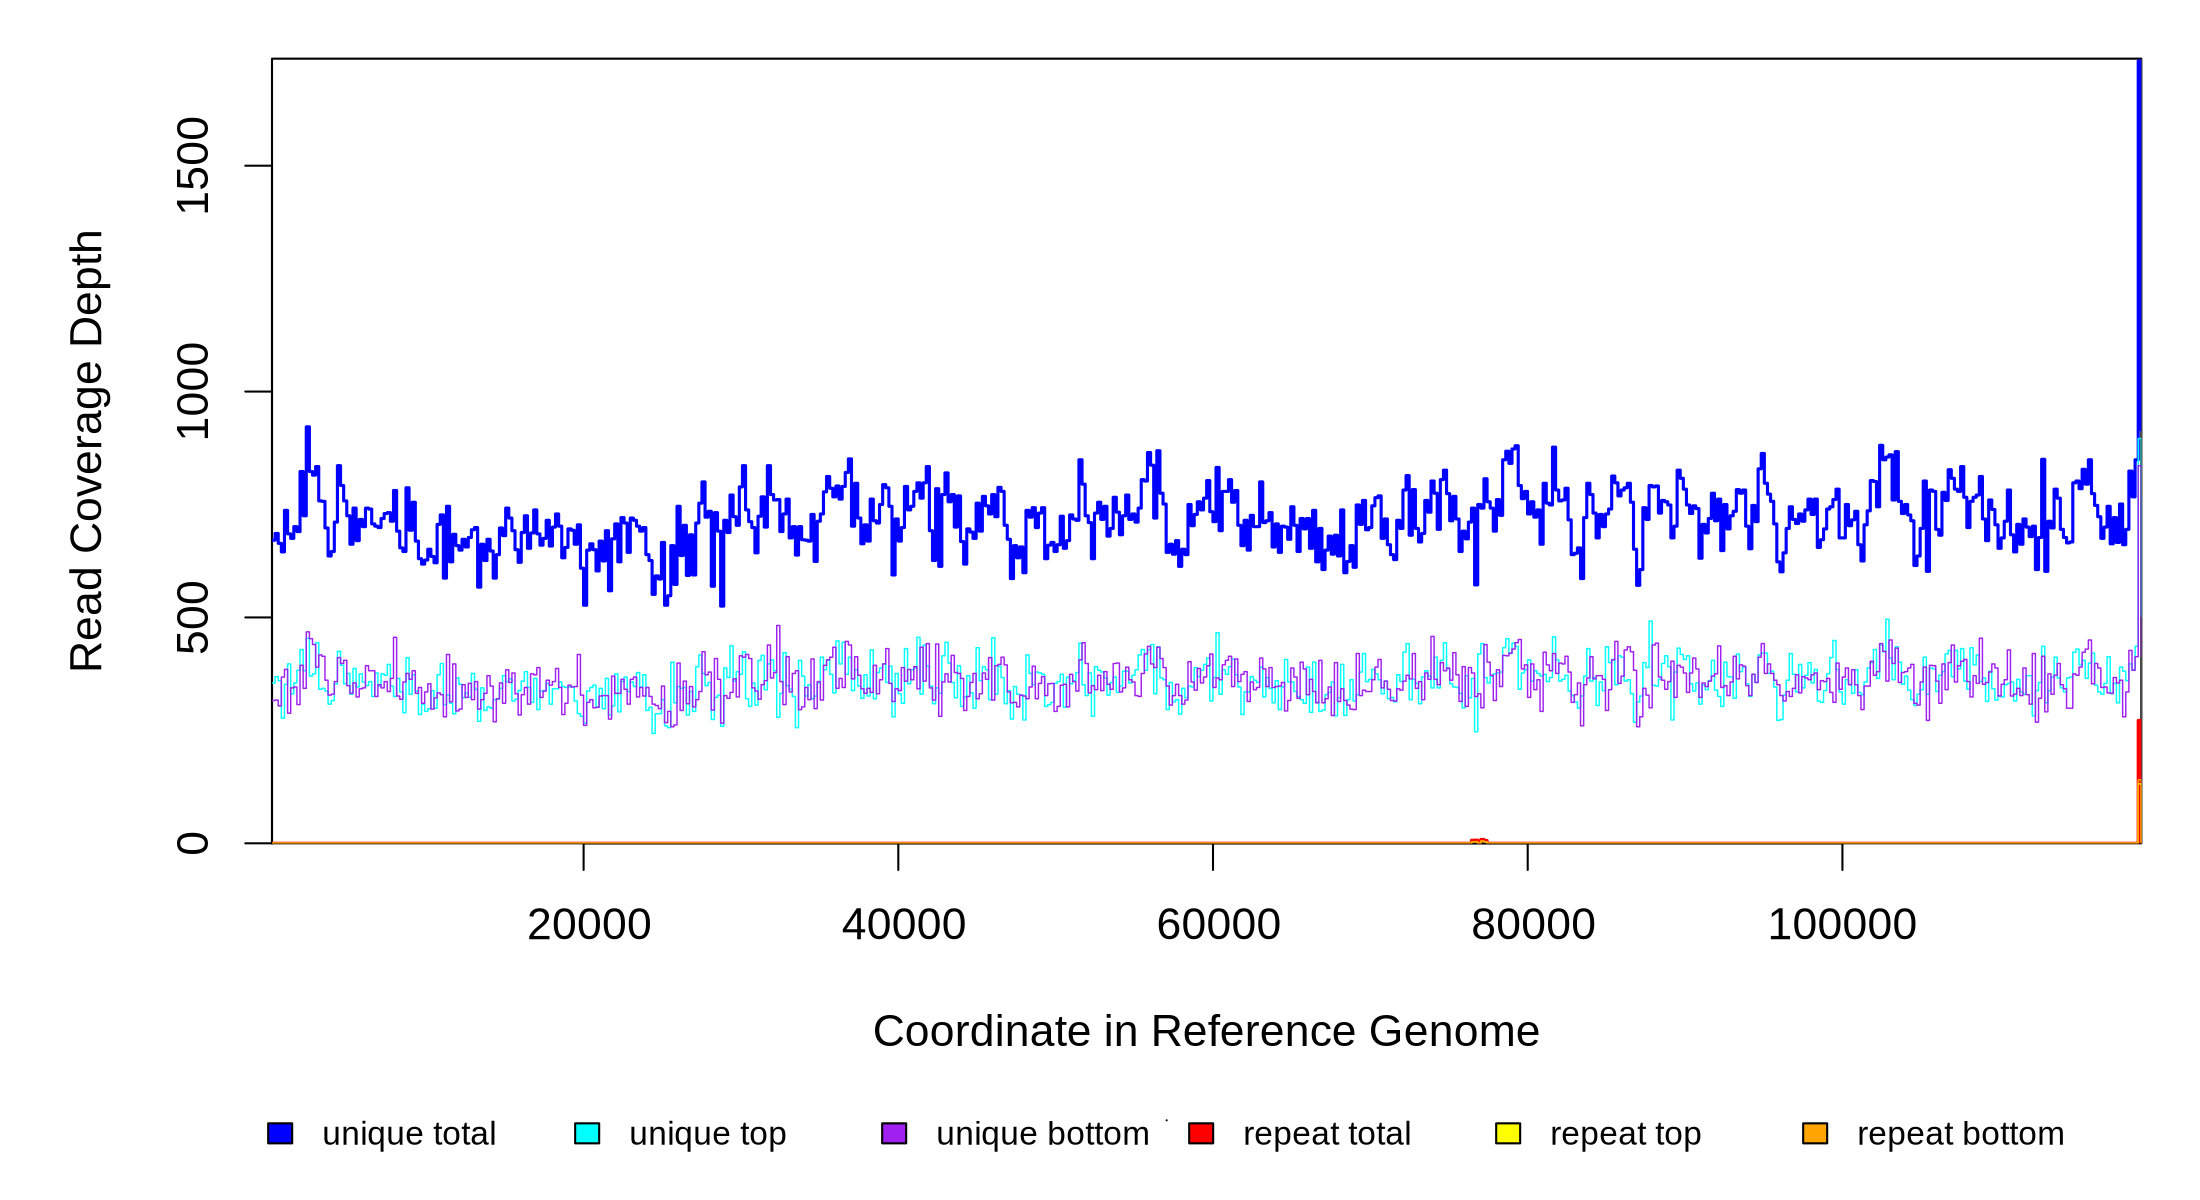 Read Coverage Depth
1500
1000
500
0
20000 40000 60000 80000 100000
Coordinate in Reference Genome
unique total unique top unique bottom repeat total repeat top repeat bottom